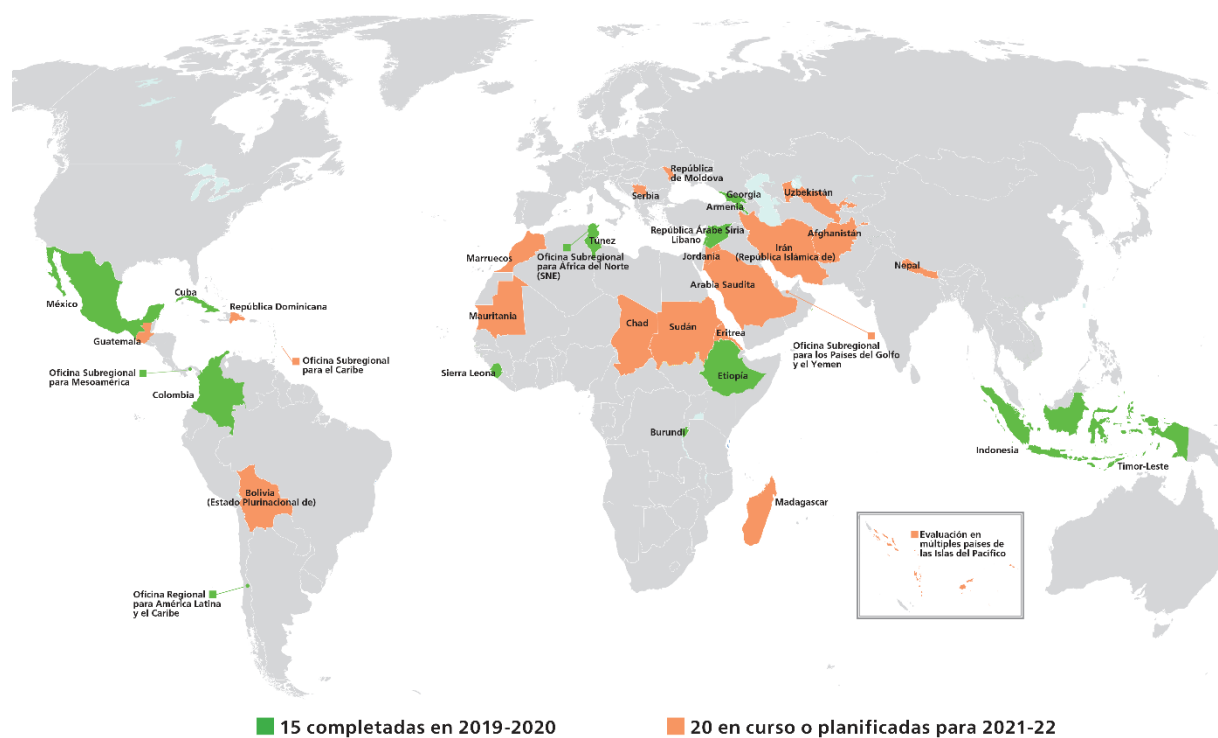 República
de Moldova
Serbia
Georgia
Armenia
Uzbekistán
República Árabe Siria
Líbano
Afganistán
Túnez
Irán
(República Islámica de)
Jordania
Marruecos
Oficina Subregional
para África del Norte
(SNE)
Nepal
Arabia Saudita
México
Cuba
República Dominicana
Mauritania
Chad
Sudán
Eritrea
Guatemala
Oficina Subregional
para los Países del Golfo
y el Yemen
Oficina Subregional
para el Caribe
Oficina Subregional
para Mesoamérica
Sierra Leona
Etiopía
Colombia
Burundi
Indonesia
Timor-Leste
Bolivia
(Estado Plurinacional de)
Madagascar
Evaluación en
múltiples países de
las Islas del Pacifico
Oficina Regional
para América Latina
y el Caribe
15 completadas en 2019-2020
20 en curso o planificadas para 2021-22